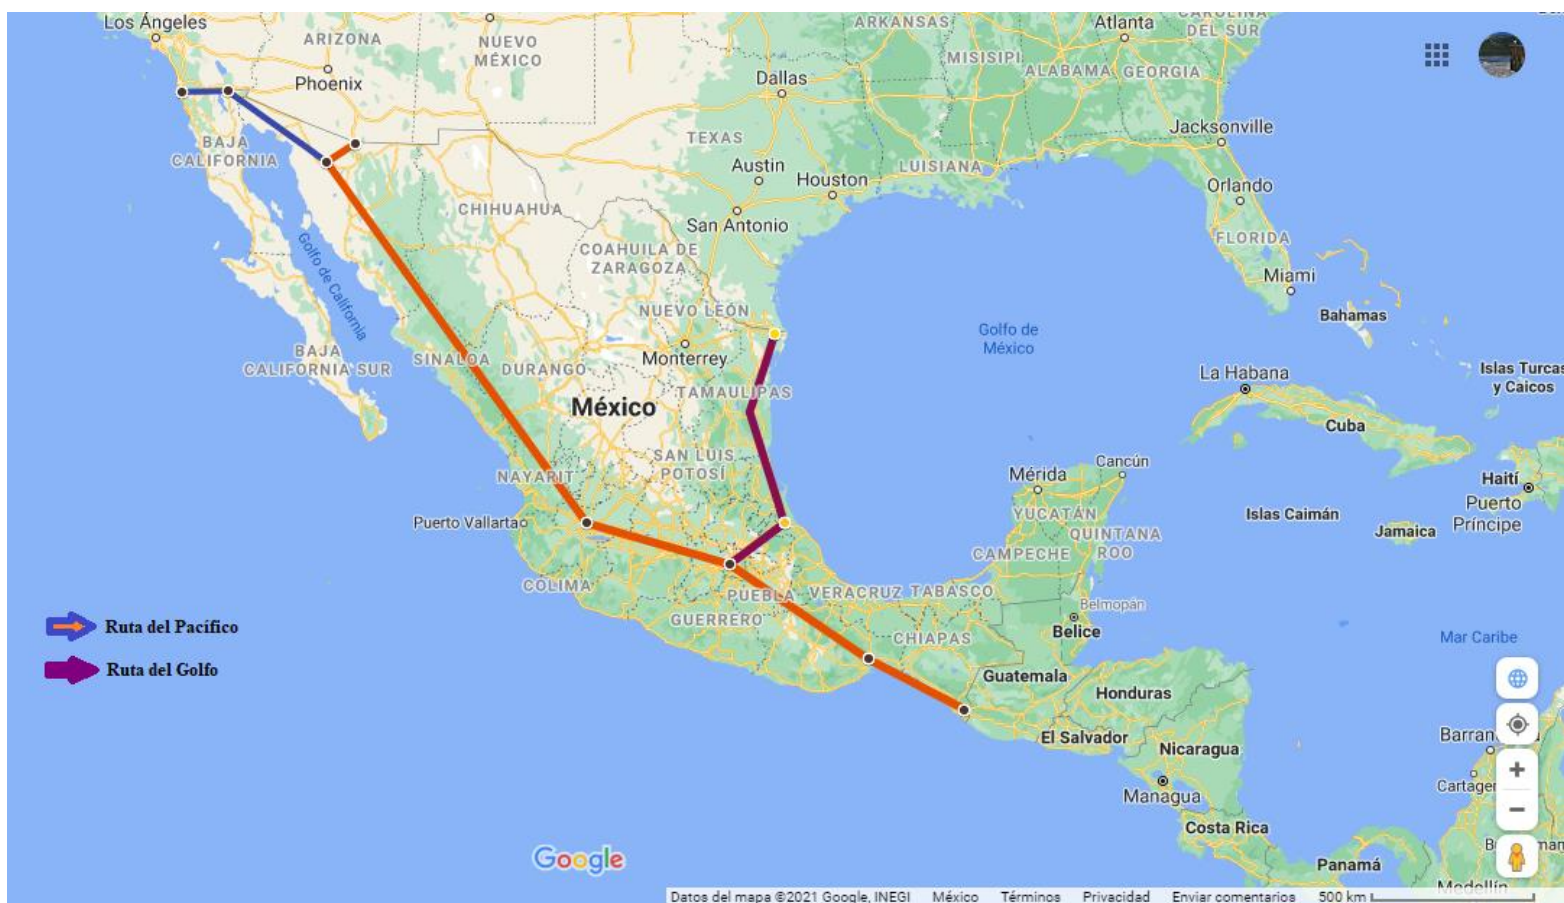 Los Ángeles
ARIZONA
NUEVO
MÉXICO
Phoenix
ARKANSAS
Atlanta
CAROLINA
DEL SUR
MISISIPI
ALABAMA
GEORGIA
Dallas
TEXAS
Jacksonville
BAJA
CALIFORNIA
Austin
Houston
LUISIANA
Orlando
CHIHUAHUA
San Antonio
FLORIDA
COAHUILA DE
ZARAGOZA
Golfo de California
Miami
NUEVO LEÓN
Bahamas
Golfo de
México
BAJA
CALIFORNIA SUR
SINALOA
DURANGO
Monterrey
La Habana
Islas Turcas
y Caicos
TAMAULIPAS
México
Cuba
SAN LUIS
POTOSÍ
NAYARIT
Mérida
Cancún
Haití
Puerto
Príncipe
YUCATÁN
QUINTANA
ROO
Islas Caimán
Jamaica
Puerto Vallarta
CAMPECHE
COLIMA
PUEBLA
VERACRUZ
TABASCO
Belmopán
GUERRERO
Belice
CHIAPAS
Mar Caribe
Ruta del Pacífico
Ruta del Golfo
Guatemala
Honduras
El Salvador
Nicaragua
Barran
Managua
Cartagen
Costa Rica
Google
Panamá
Medellín
Datos del mapa ©2021 Google, INEGI México Términos Privacidad Enviar comentarios 500 km